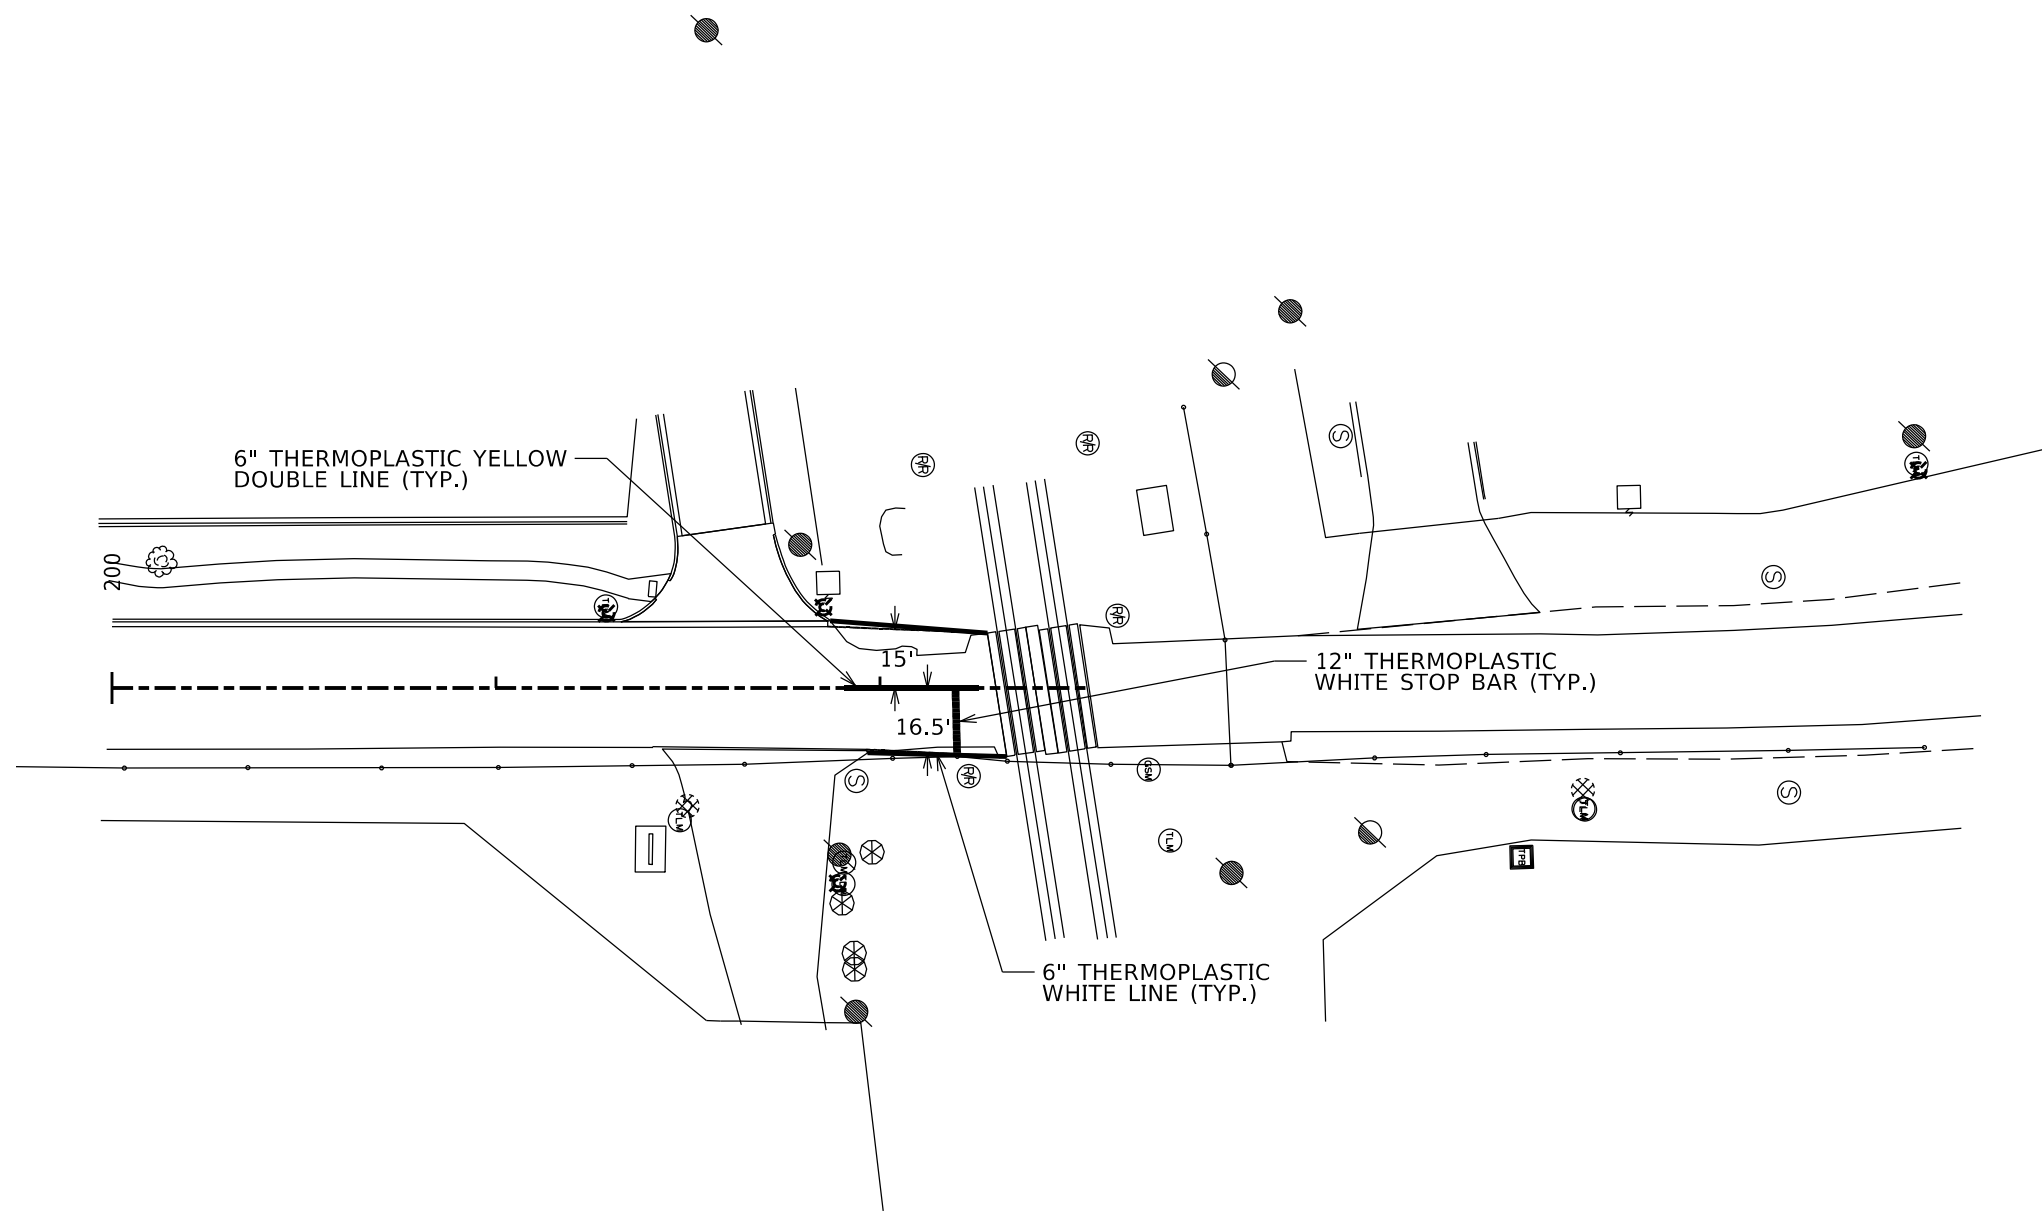 6" THERMOPLASTIC YELLOW
DOUBLE LINE (TYP.)
200
C
S
R/R
R/R
R/R
TLM
15'
16.5'
12" THERMOPLASTIC
WHITE STOP BAR (TYP.)
S
S
R/R
GSM
TLM
TLM
TLM
TPB
S
6" THERMOPLASTIC
WHITE LINE (TYP.)